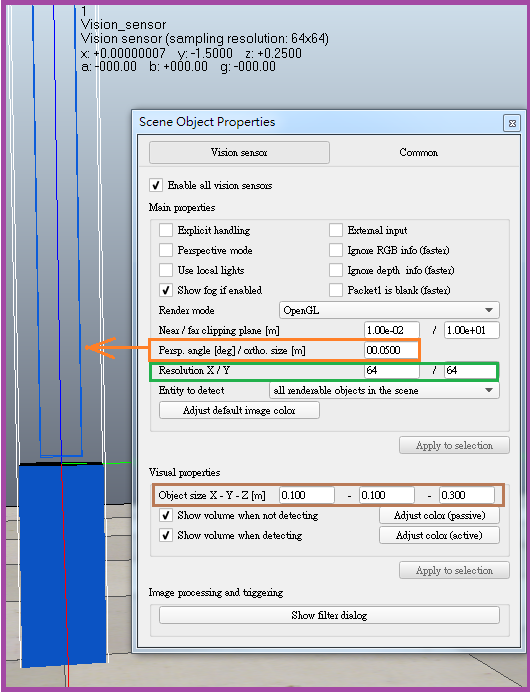 1
Vision_sensor
Vision sensor (sampling resolution: 64x64)
x: +0.00000007   y: -1.5000   z: +0.2500
a: -000.00   b: +000.00   g: -000.00
Scene Object Properties
Vision sensor Common
Enable all vision sensors
Main properties
Explicit handling External input
Perspective mode Ignore RGB info (faster)
Use local lights Ignore depth info (faster)
Show fog if enabled Packet1 is blank (faster)
Render mode OpenGL
Near / far clipping plane [m] 1.00e-02 / 1.00e+01
Persp. angle [deg] / ortho. size [m] 00.0500
Resolution X / Y 64 / 64
Entity to detect all renderable objects in the scene
Adjust default image color
Apply to selection
Visual properties
Object size X - Y - Z [m] 0.100 - 0.100 - 0.300
Show volume when not detecting Adjust color (passive)
Show volume when detecting Adjust color (active)
Apply to selection
Image processing and triggering
Show filter dialog